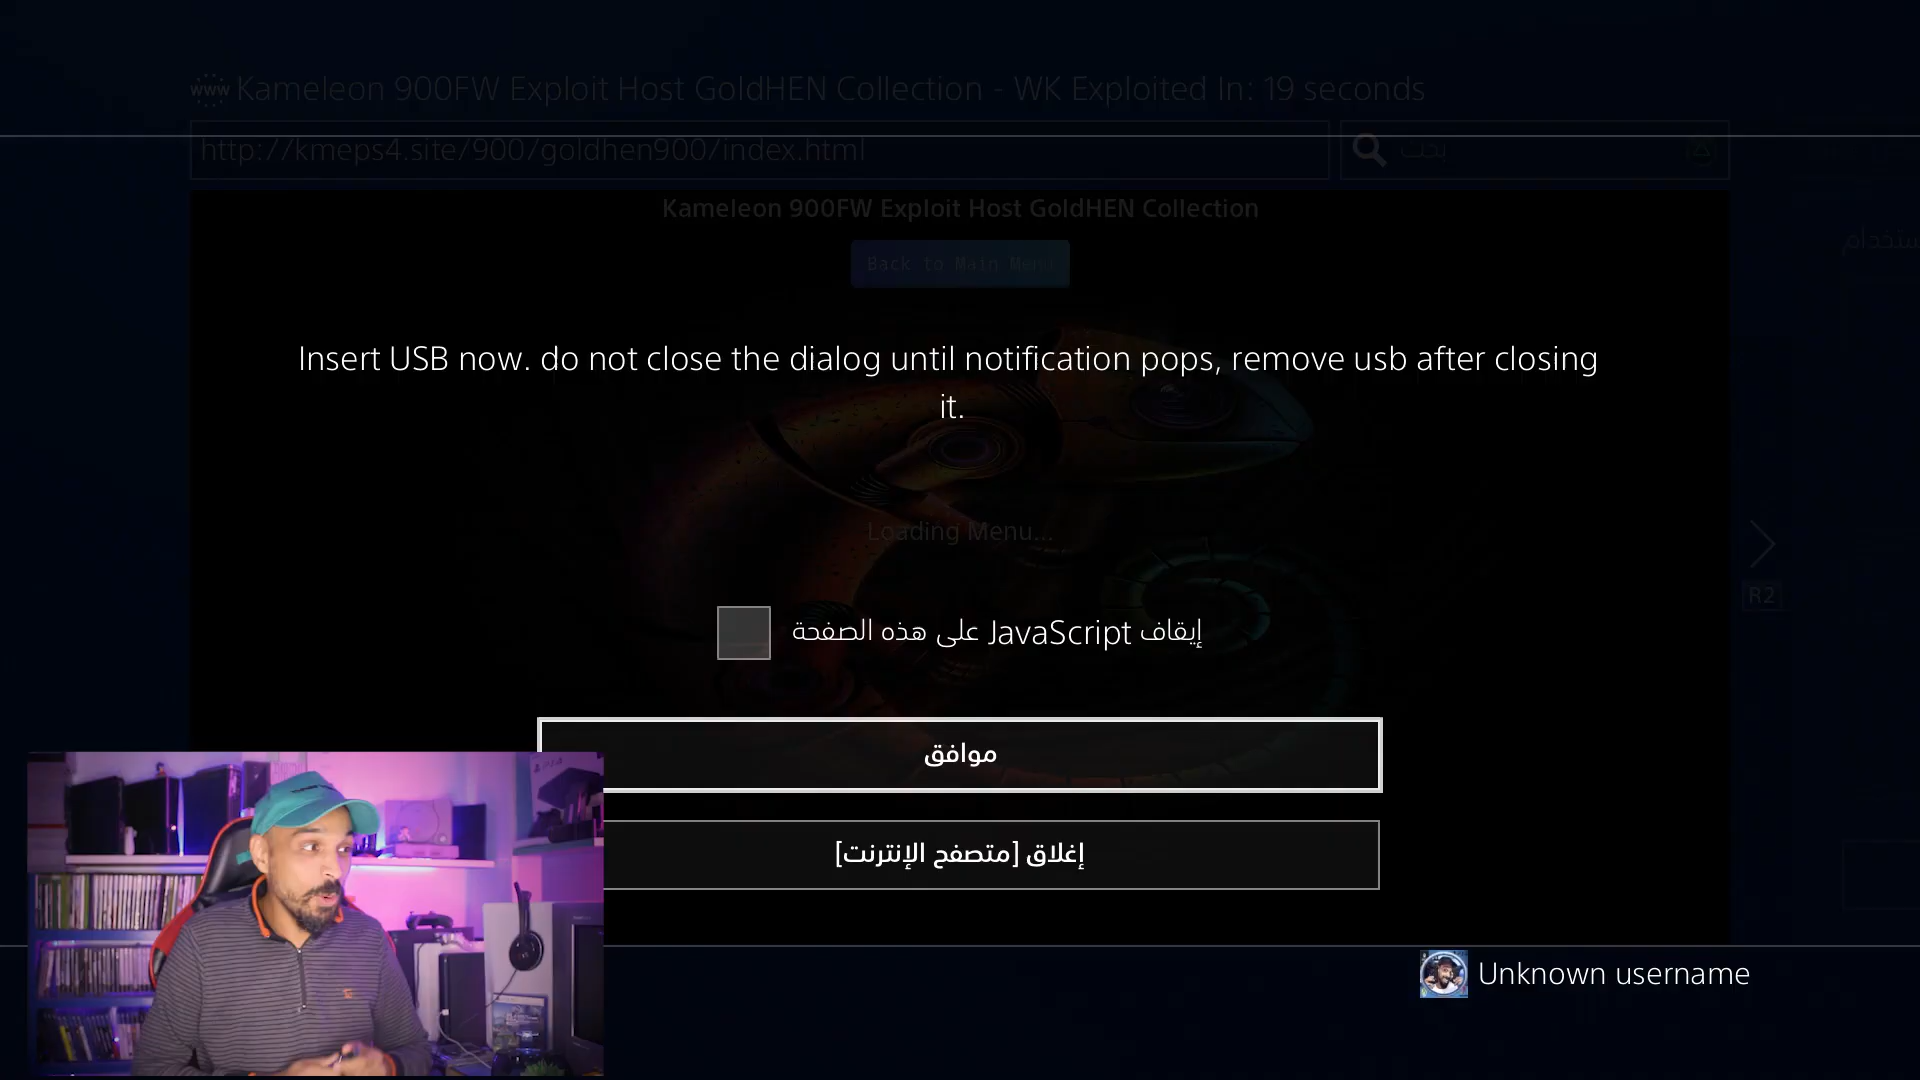 www Kameleon 900FW Exploit Host GoldHEN Collection - WK Exploited In: 19 seconds
http://kmeps4.site/900/goldhen900/index.html
بحث
Kameleon 900FW Exploit Host GoldHEN Collection
Back to Main Menu
Insert USB now. do not close the dialog until notification pops, remove usb after closing
it.
Loading Menu...
R2
إيقاف JavaScript على هذه الصفحة
موافق
إغلاق [متصفح الإنترنت]
Unknown username